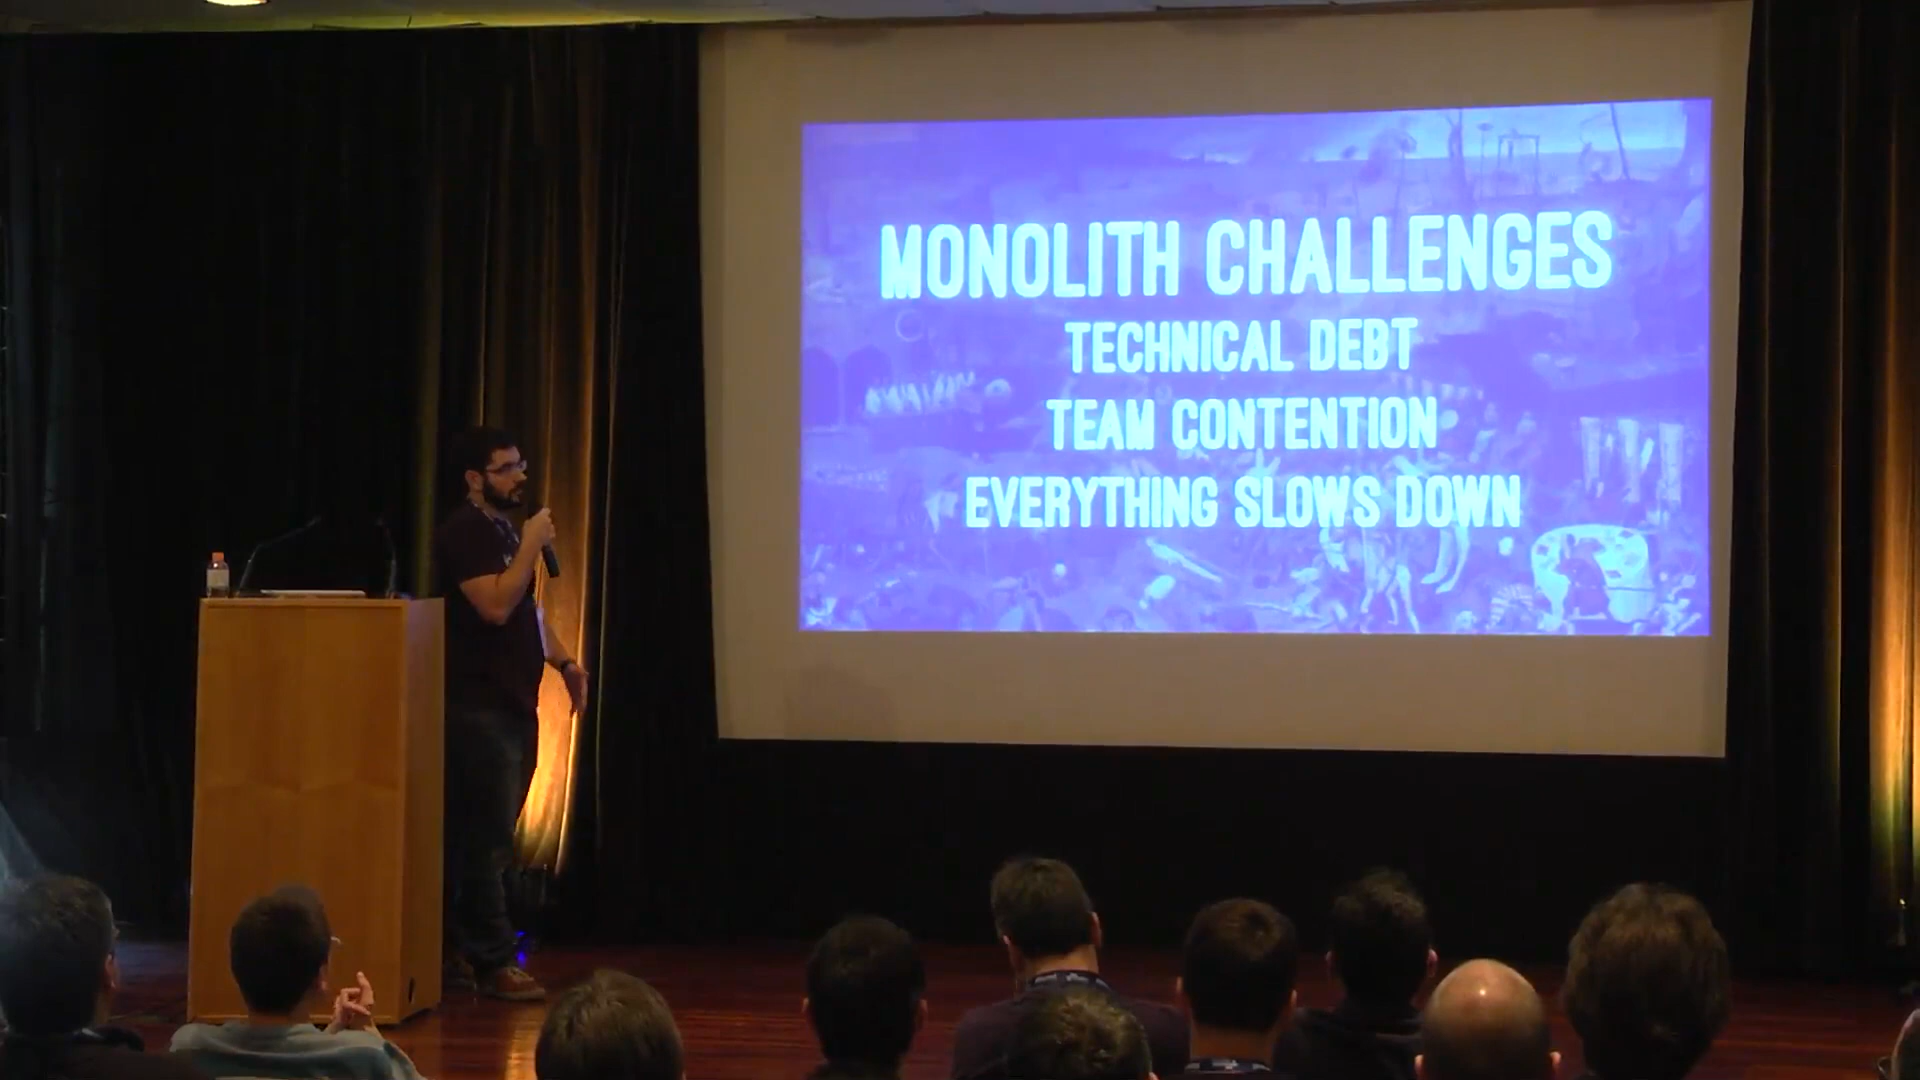 MONOLITH CHALLENGES
TECHNICAL DEBT
TEAM CONTENTION
EVERYTHING SLOWS DOWN